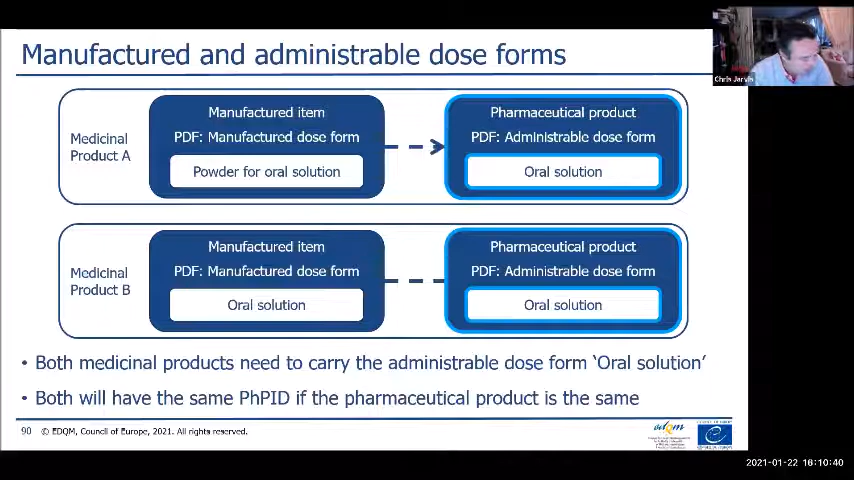 Manufactured and administrable dose forms
Chris Jarvis
Medicinal
Product A
Manufactured item
PDF: Manufactured dose form
Powder for oral solution
Pharmaceutical product
PDF: Administrable dose form
Oral solution
Medicinal
Product B
Manufactured item
PDF: Manufactured dose form
Oral solution
Pharmaceutical product
PDF: Administrable dose form
Oral solution
• Both medicinal products need to carry the administrable dose form ‘Oral solution’
• Both will have the same PhPID if the pharmaceutical product is the same
90 © EDQM, Council of Europe, 2021. All rights reserved.
edqm
COUNCIL OF EUROPE
2021-01-22 16:10:40